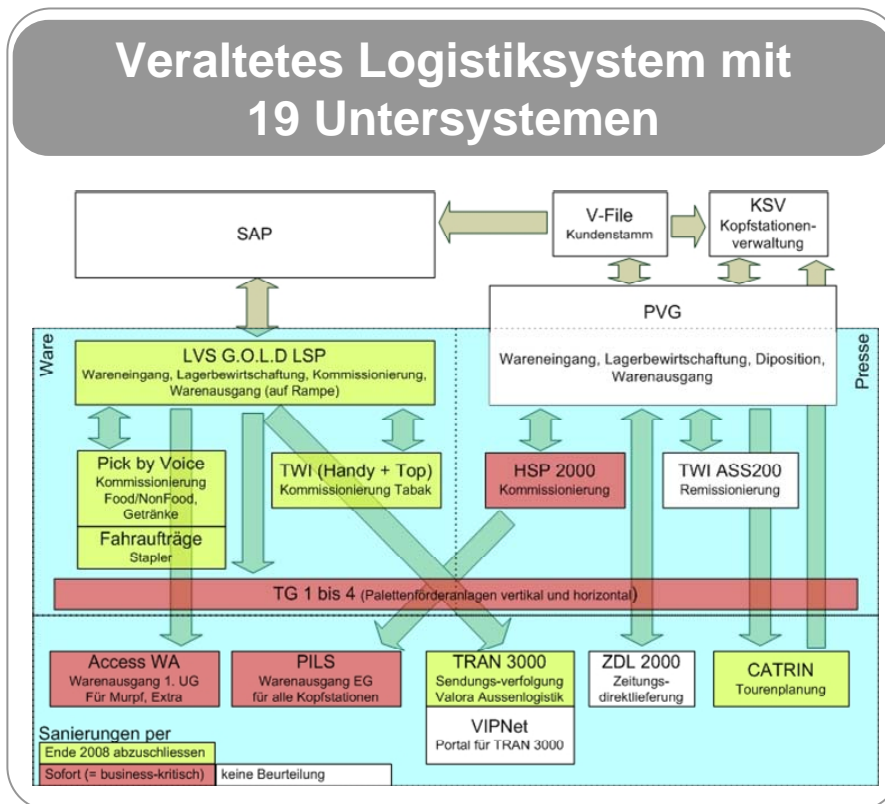 Veraltetes Logistiksystem mit
19 Untersystemen
SAP
V-File
Kundenstamm
KSV
Kopfstationen-
verwaltung
PVG
Wareneingang, Lagerbewirtschaftung, Diposition,
Warenausgang
Ware
Presse
LVS G.O.L.D LSP
Wareneingang, Lagerbewirtschaftung, Kommissionierung,
Warenausgang (auf Rampe)
Pick by Voice
Kommissionierung
Food/NonFood,
Getränke
Fahraufträge
Stapler
TWI (Handy + Top)
Kommissionierung Tabak
HSP 2000
Kommissionierung
TWI ASS200
Remissionierung
TG 1 bis 4 (Palettenförderanlagen vertikal und horizontal)
Access WA
Warenausgang 1. UG
Für Murpf, Extra
PILS
Warenausgang EG
für alle Kopfstationen
TRAN 3000
Sendungs-verfolgung
Valora Aussenlogistik
VIPNet
Portal für TRAN 3000
ZDL 2000
Zeitungs-
direktlieferung
CATRIN
Tourenplanung
Sanierungen per
Ende 2008 abzuschliessen
Sofort (= business-kritisch)
keine Beurteilung